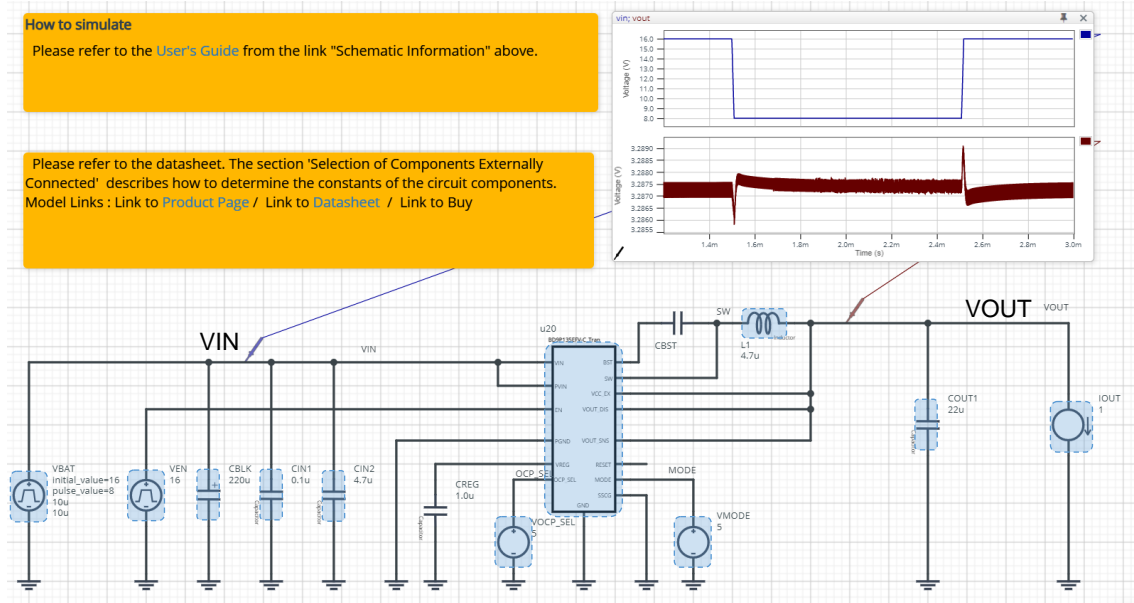 How to simulate
Please refer to the User's Guide from the link "Schematic Information" above.
Please refer to the datasheet. The section 'Selection of Components Externally
Connected' describes how to determine the constants of the circuit components.
Model Links : Link to Product Page / Link to Datasheet / Link to Buy
vin; vout
16.0
15.0
14.0
13.0
12.0
11.0
10.0
9.0
8.0
Voltage (V)
3.2890
3.2885
3.2880
3.2875
3.2870
3.2865
3.2860
3.2855
Voltage (V)
1.4m 1.6m 1.8m 2.0m 2.2m 2.4m 2.6m 2.8m 3.0m
Time (s)
VIN
VIN
u20
SW
CBST
L1
4.7u
Inductor
VOUT
VOUT
VIN
PVIN
EN
PGND
VREG
OCP_SEL
GND
BST
SW
VCC_EX
VOUT_DIS
VOUT_SNS
RESET
MODE
SSCG
OCP_SEL
MODE
VBAT
initial_value=16
pulse_value=8
10u
10u
VEN
16
CBLK
220u
CIN1
0.1u
Capacitor
CIN2
4.7u
Capacitor
CREG
1.0u
Capacitor
VOCP_SEL
5
VMODE
5
COUT1
22u
Capacitor
IOUT
1